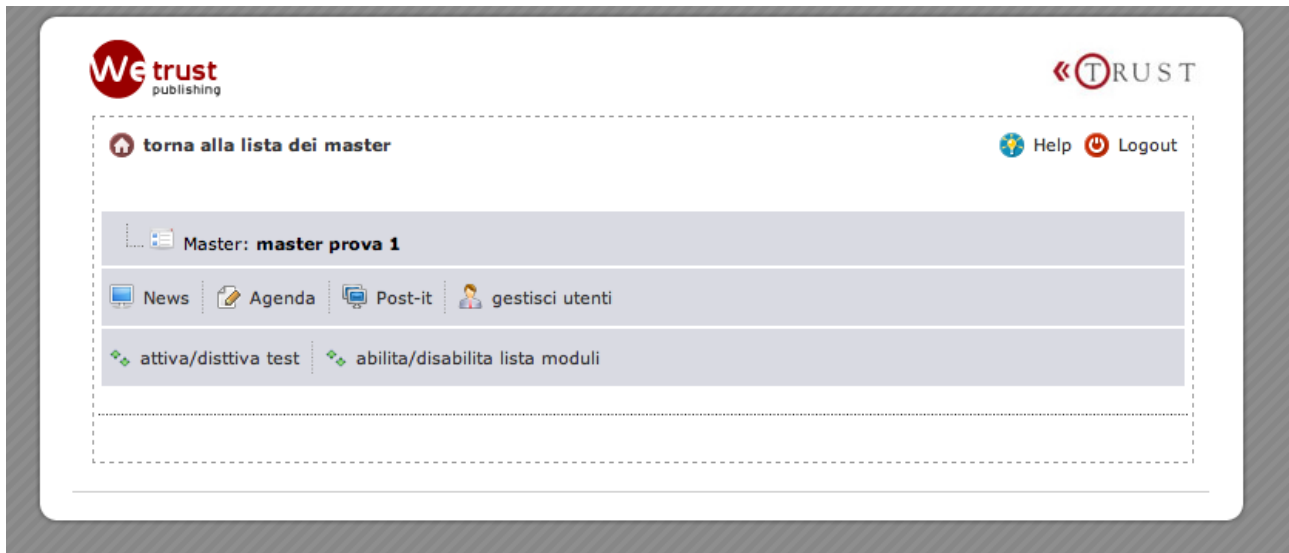 We trust
publishing
«TRUST
torna alla lista dei master
Help Logout
Master: master prova 1
News Agenda Post-it gestisci utenti
attiva/disttiva test abilita/disabilita lista moduli